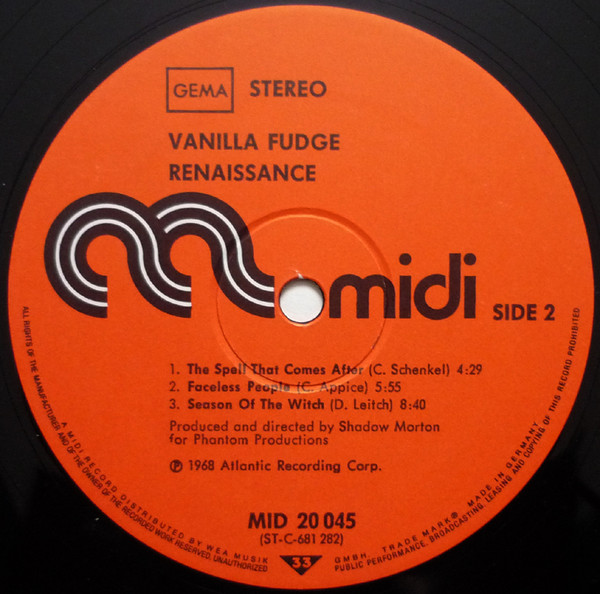 GEMA STEREO
VANILLA FUDGE
RENAISSANCE
midi SIDE 2
1. The Spell That Comes After (C. Schenkel) 4:29
2. Faceless People (C. Appice) 5:55
3. Season Of The Witch (D. Leitch) 8:40
Produced and directed by Shadow Morton
for Phantom Productions
Ⓟ 1968 Atlantic Recording Corp.
MID 20 045
(ST-C-681 282)
33
ALL RIGHTS OF THE MANUFACTURER AND OF THE OWNER OF THE RECORDED WORK RESERVED. UNAUTHORIZED PUBLIC PERFORMANCE, BROADCASTING, LEASING AND COPYING OF THIS RECORD PROHIBITED
A MIDI RECORD DISTRIBUTED BY WEA MUSIK GMBH. TRADE MARK® MADE IN GERMANY